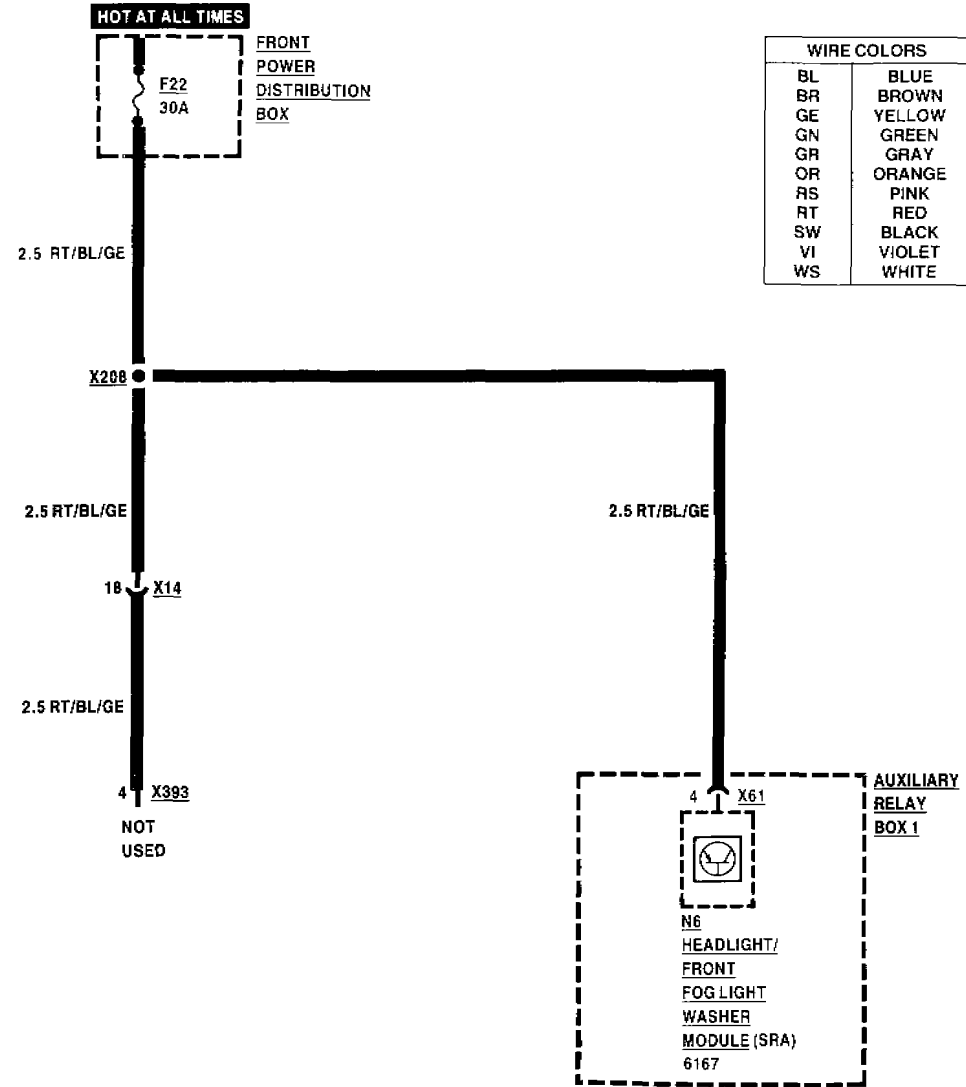 HOT AT ALL TIMES
FRONT
POWER
DISTRIBUTION
BOX
F22
30A
WIRE COLORS
BL BLUE
BR BROWN
GE YELLOW
GN GREEN
GR GRAY
OR ORANGE
RS PINK
RT RED
SW BLACK
VI VIOLET
WS WHITE
2.5 RT/BL/GE
X208
2.5 RT/BL/GE
2.5 RT/BL/GE
18 X14
2.5 RT/BL/GE
4 X393
NOT
USED
4 X61
AUXILIARY
RELAY
BOX 1
N6
HEADLIGHT/
FRONT
FOG LIGHT
WASHER
MODULE (SRA)
6167